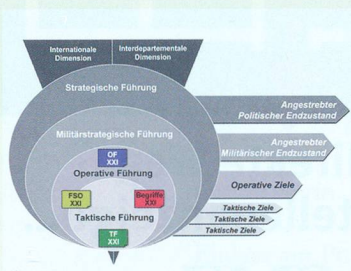 Internationale
Dimension
Interdepartementale
Dimension
Strategische Führung
Angestrebter
Politischer Endzustand
Militärstrategische Führung
Angestrebter
Militärischer Endzustand
OF
XXI
Operative Führung
Operative Ziele
FSO
XXI
Begriffe
XXI
Taktische Führung
Taktische Ziele
Taktische Ziele
Taktische Ziele
TF
XXI